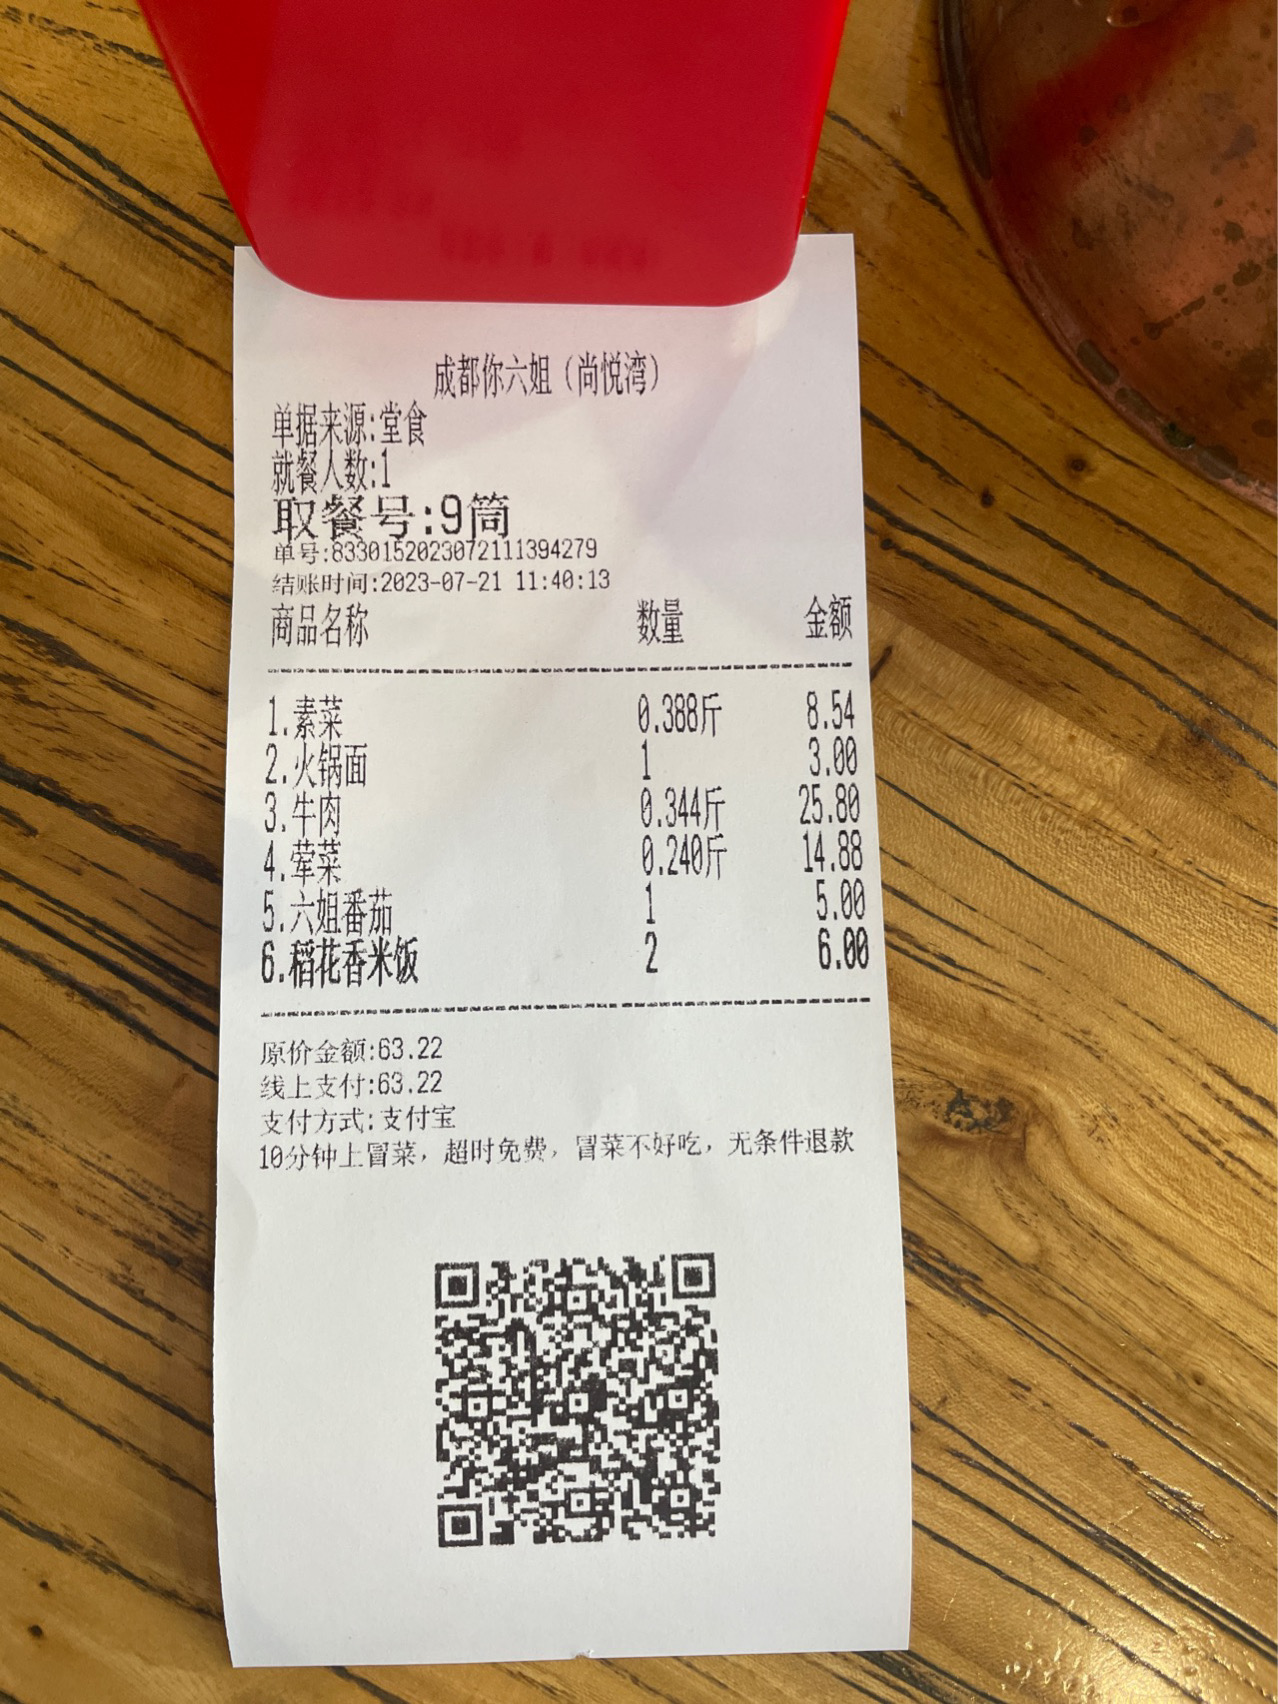 成都你六姐（尚悦湾）
单据来源:堂食
就餐人数:1
取餐号:9筒
单号:8330152023072111394279
结账时间:2023-07-21 11:40:13
商品名称 数量 金额
1.素菜 0.388斤 8.54
2.火锅面 1 3.00
3.牛肉 0.344斤 25.80
4.荤菜 0.240斤 14.88
5.六姐番茄 1 5.00
6.稻花香米饭 2 6.00
原价金额:63.22
线上支付:63.22
支付方式:支付宝
10分钟上冒菜，超时免费，冒菜不好吃，无条件退款